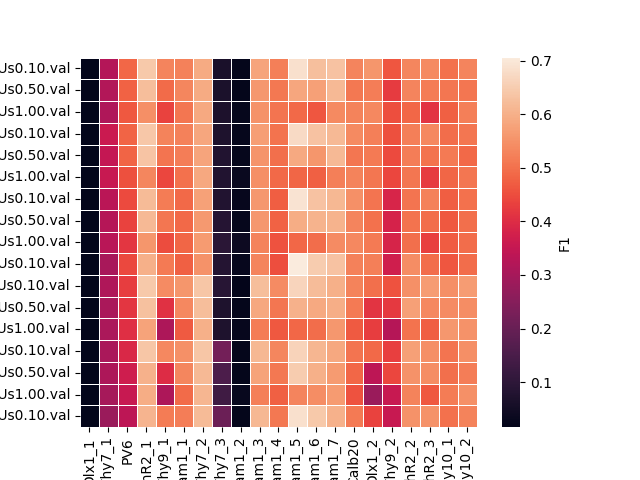 Us0.10.val
Us0.50.val
Us1.00.val
Us0.10.val
Us0.50.val
Us1.00.val
Us0.10.val
Us0.50.val
Us1.00.val
Us0.10.val
Us0.10.val
Us0.50.val
Us1.00.val
Us0.10.val
Us0.50.val
Us1.00.val
Us0.10.val
Dlx1_1
hy7_1
PV6
hR2_1
hy9_1
am1_1
hy7_2
hy7_3
am1_2
am1_3
am1_4
am1_5
am1_6
am1_7
Calb20
Dlx1_2
hy9_2
hR2_2
hR2_3
y10_1
y10_2
0.7
0.6
0.5
0.4
0.3
0.2
0.1
F1